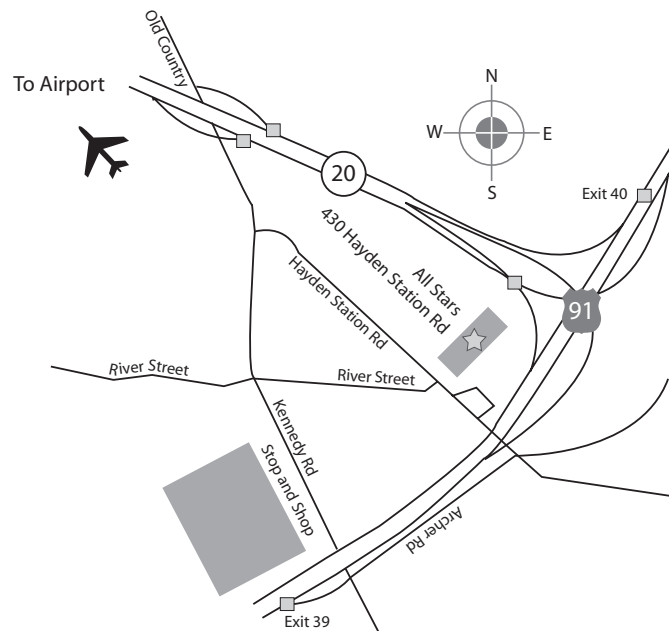 Old Country
To Airport
N
W
E
S
20
Exit 40
430 Hayden Station Rd
All Stars
Hayden Station Rd
91
River Street
River Street
Kennedy Rd
Stop and Shop
Archer Rd
Exit 39